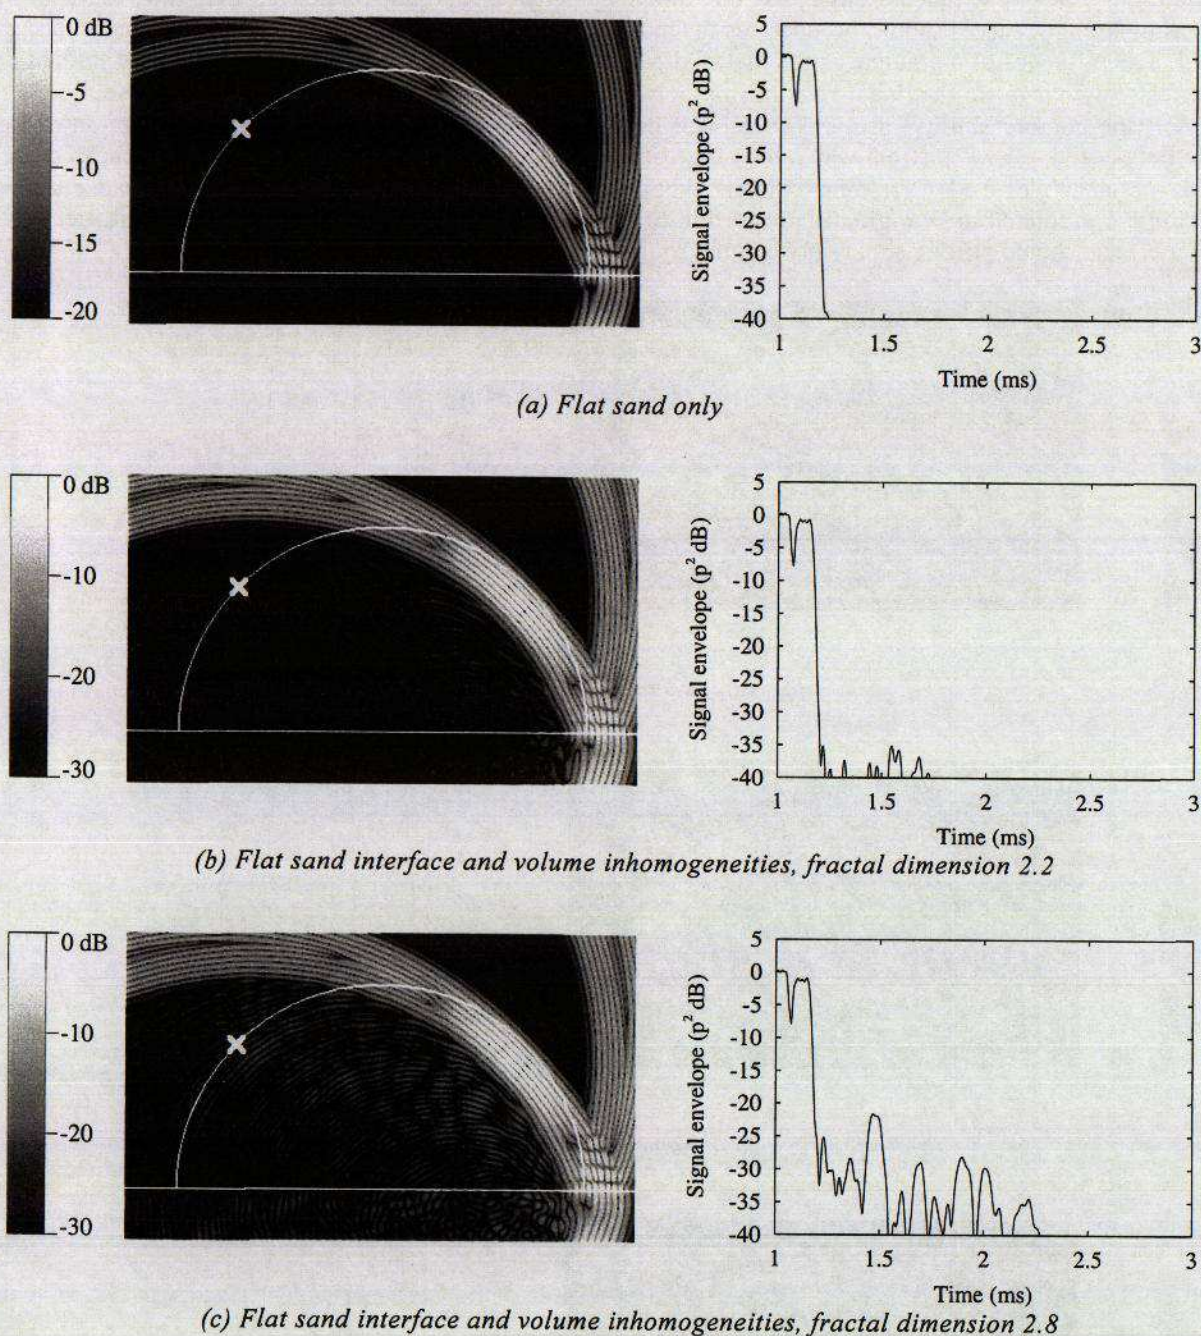 0 dB
-5
-10
-15
-20
5
0
-5
-10
-15
-20
-25
-30
-35
-40
Signal envelope (p² dB)
1 1.5 2 2.5 3
Time (ms)
(a) Flat sand only
0 dB
-10
-20
-30
5
0
-5
-10
-15
-20
-25
-30
-35
-40
Signal envelope (p² dB)
1 1.5 2 2.5 3
Time (ms)
(b) Flat sand interface and volume inhomogeneities, fractal dimension 2.2
0 dB
-10
-20
-30
5
0
-5
-10
-15
-20
-25
-30
-35
-40
Signal envelope (p² dB)
1 1.5 2 2.5 3
Time (ms)
(c) Flat sand interface and volume inhomogeneities, fractal dimension 2.8